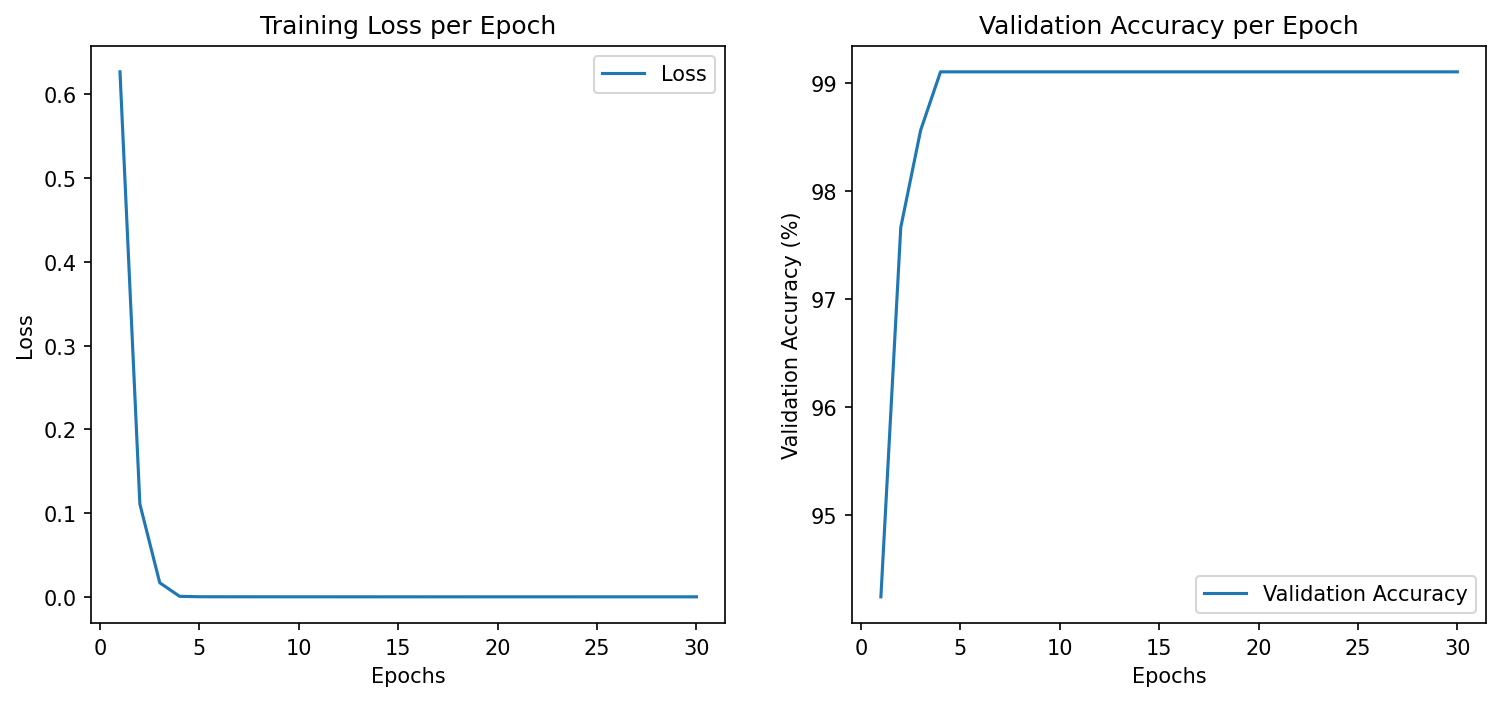 Training Loss per Epoch
Loss
0.6
0.5
0.4
0.3
0.2
0.1
0.0
Loss
0 5 10 15 20 25 30
Epochs
Validation Accuracy per Epoch
99
98
97
96
95
Validation Accuracy (%)
Validation Accuracy
0 5 10 15 20 25 30
Epochs